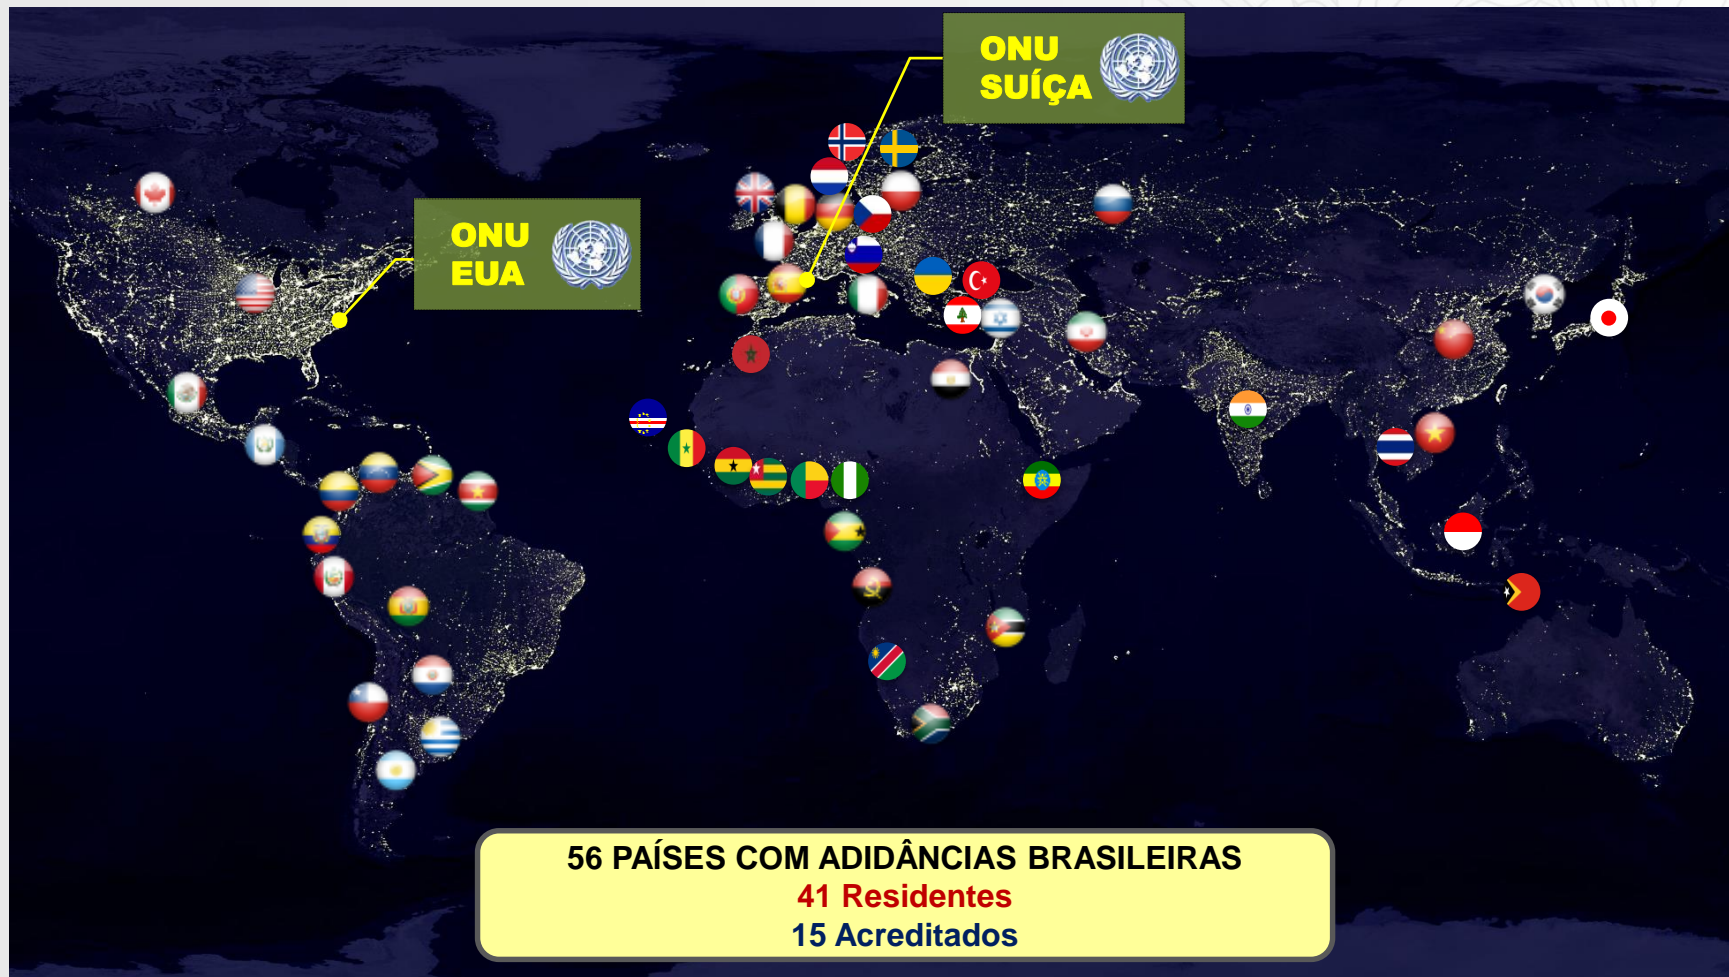 ONU
SUÍÇA
ONU
EUA
56 PAÍSES COM ADIDÂNCIAS BRASILEIRAS
41 Residentes
15 Acreditados